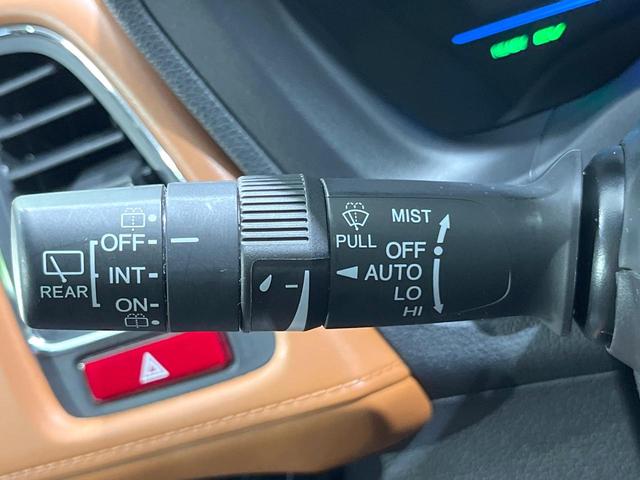 REAR
OFF
INT
ON
PULL
MIST
OFF
AUTO
LO
HI